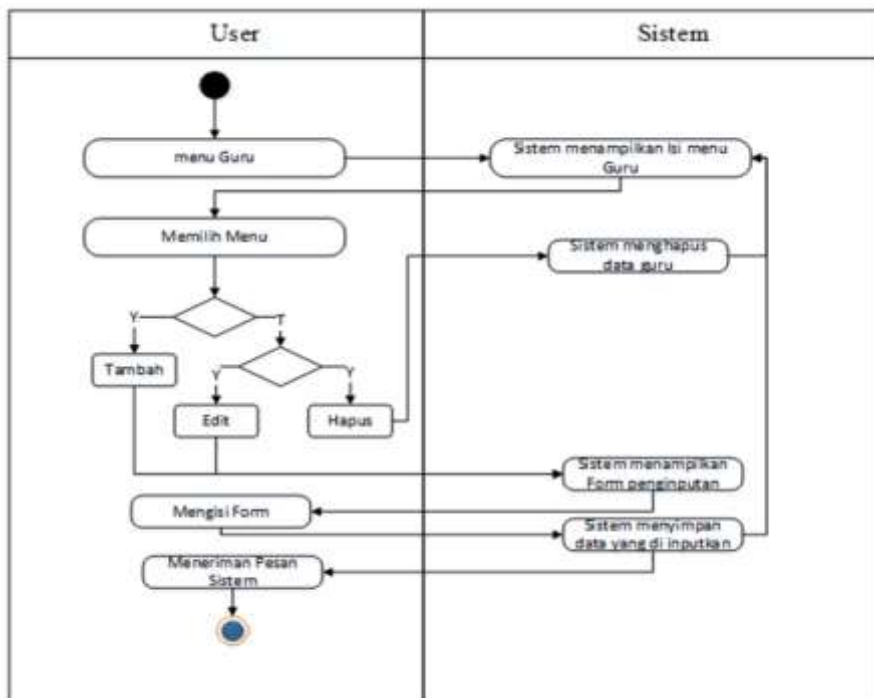 User
Sistem
menu Guru
Sistem menampilkan Isi menu
Guru
Memilih Menu
Sistem menghapus
data guru
Y
T
Tambah
Y
Y
Edit
Hapus
Sistem menampilkan
Form penginputan
Mengisi Form
Sistem menyimpan
data yang di inputkan
Meneriman Pesan
Sistem